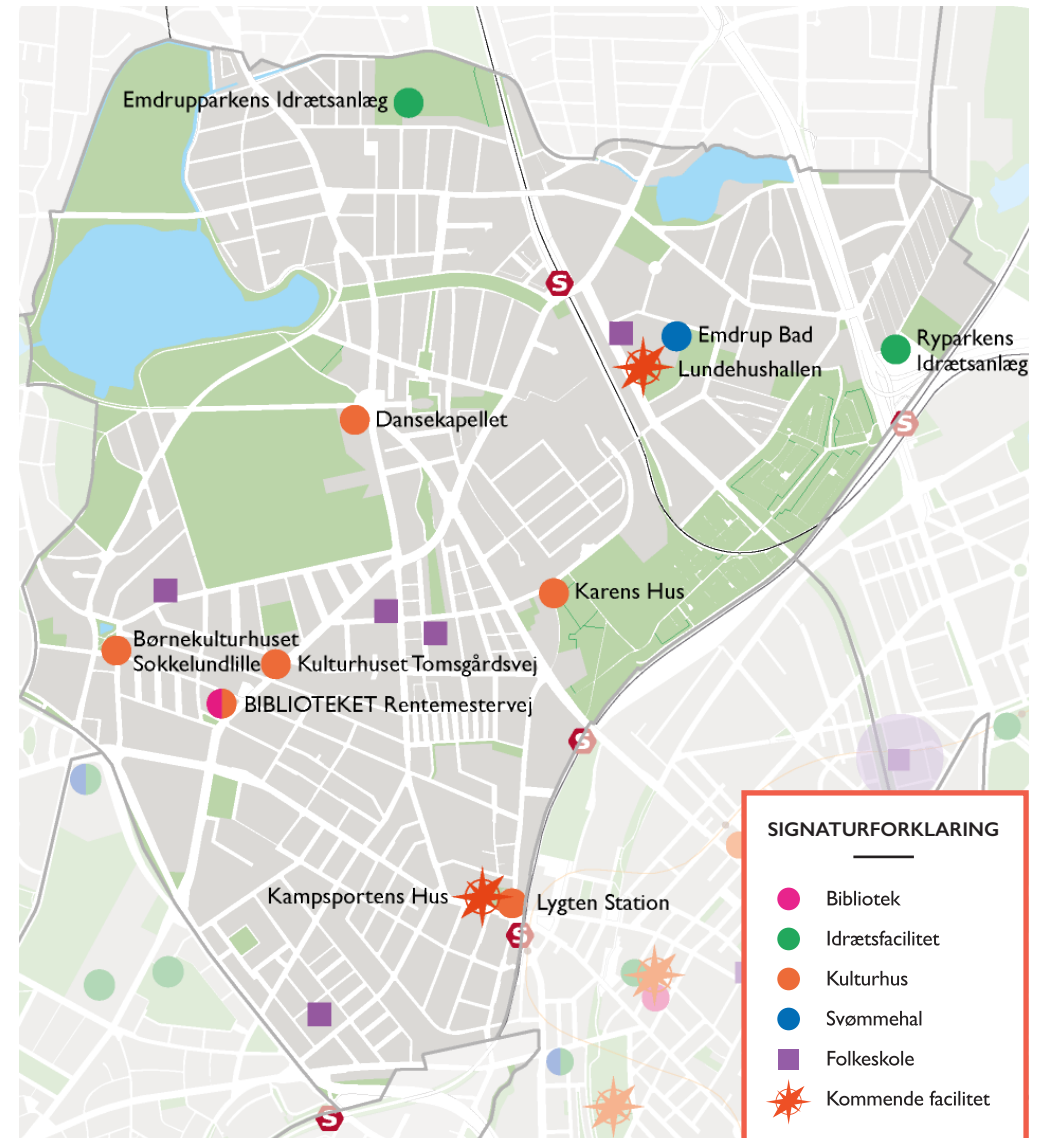 Emdrupparkens Idrætsanlæg
S
Emdrup Bad
Lundehushallen
Ryparkens
Idrætsanlæg
Dansekapellet
S
Karens Hus
Børnekulturhuset
Sokkelundlille
Kulturhuset Tomsgårdsvej
BIBLIOTEKET Rentemestervej
S
Kampsportens Hus
Lygten Station
S
S
SIGNATURFORKLARING
Bibliotek
Idrætsfacilitet
Kulturhus
Svømmehal
Folkeskole
Kommende facilitet